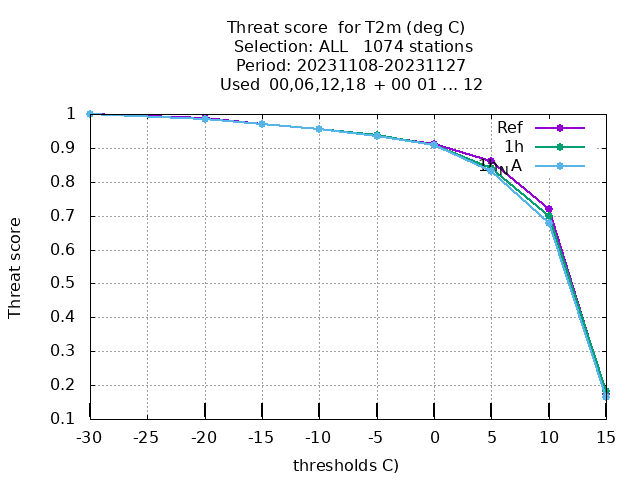 Threat score for T2m (deg C)
Selection: ALL 1074 stations
Period: 20231108-20231127
Used 00,06,12,18 + 00 01 ... 12
Ref
1h
1h_NA
Threat score
1
0.9
0.8
0.7
0.6
0.5
0.4
0.3
0.2
0.1
-30 -25 -20 -15 -10 -5 0 5 10 15
thresholds C)